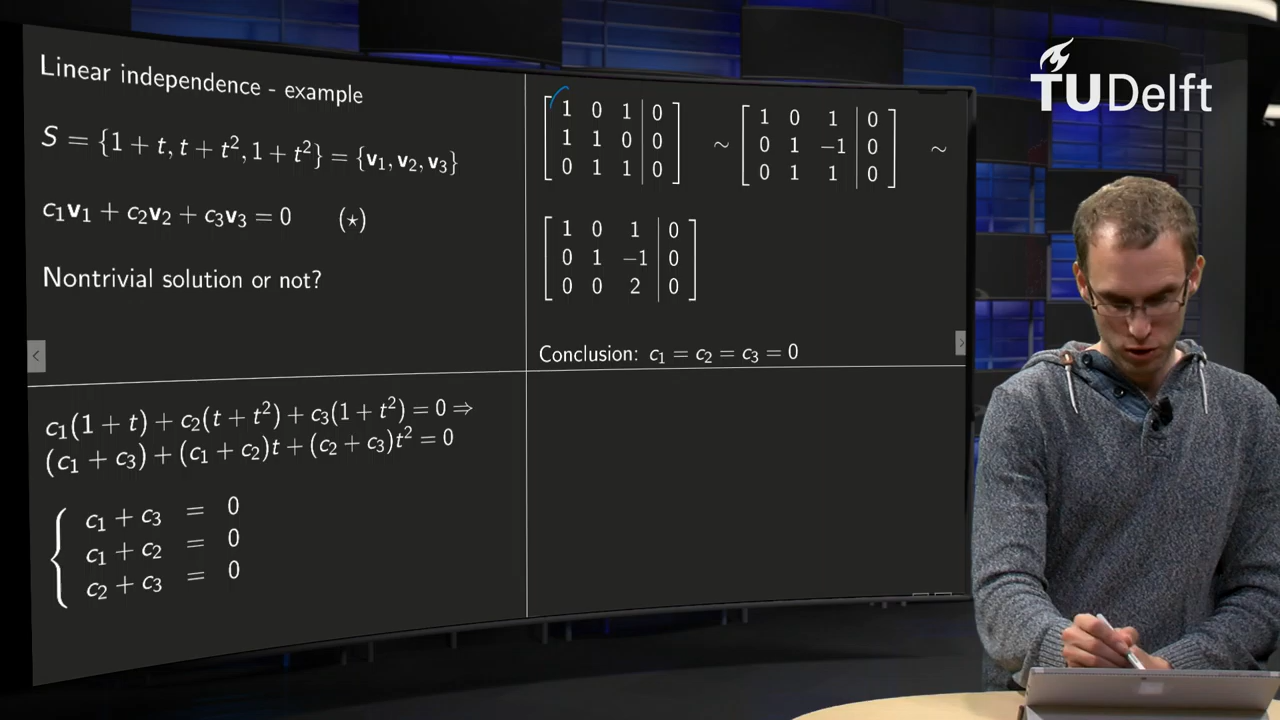 Linear independence - example
S = {1 + t, t + t², 1 + t²} = {v₁, v₂, v₃}
c₁v₁ + c₂v₂ + c₃v₃ = 0 (⋆)
Nontrivial solution or not?
c₁(1 + t) + c₂(t + t²) + c₃(1 + t²) = 0 ⇒
(c₁ + c₃) + (c₁ + c₂)t + (c₂ + c₃)t² = 0
c₁ + c₃ = 0
c₁ + c₂ = 0
c₂ + c₃ = 0
1 0 1 | 0
1 1 0 | 0
0 1 1 | 0
~
1 0 1 | 0
0 1 −1 | 0
0 1 1 | 0
~
1 0 1 | 0
0 1 −1 | 0
0 0 2 | 0
Conclusion: c₁ = c₂ = c₃ = 0
TUDelft